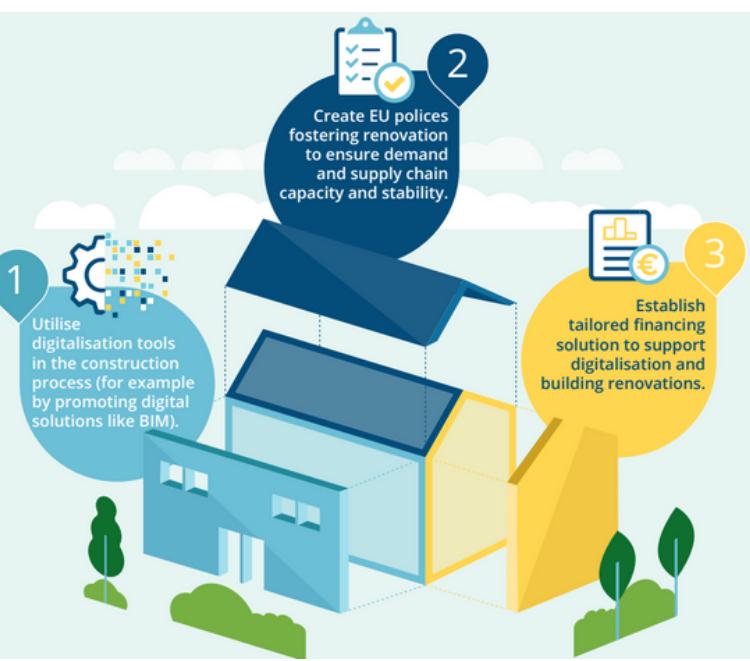 1
Utilise
digitalisation tools
in the construction
process (for example
by promoting digital
solutions like BIM).
2
Create EU polices
fostering renovation
to ensure demand
and supply chain
capacity and stability.
3
€
Establish
tailored financing
solution to support
digitalisation and
building renovations.